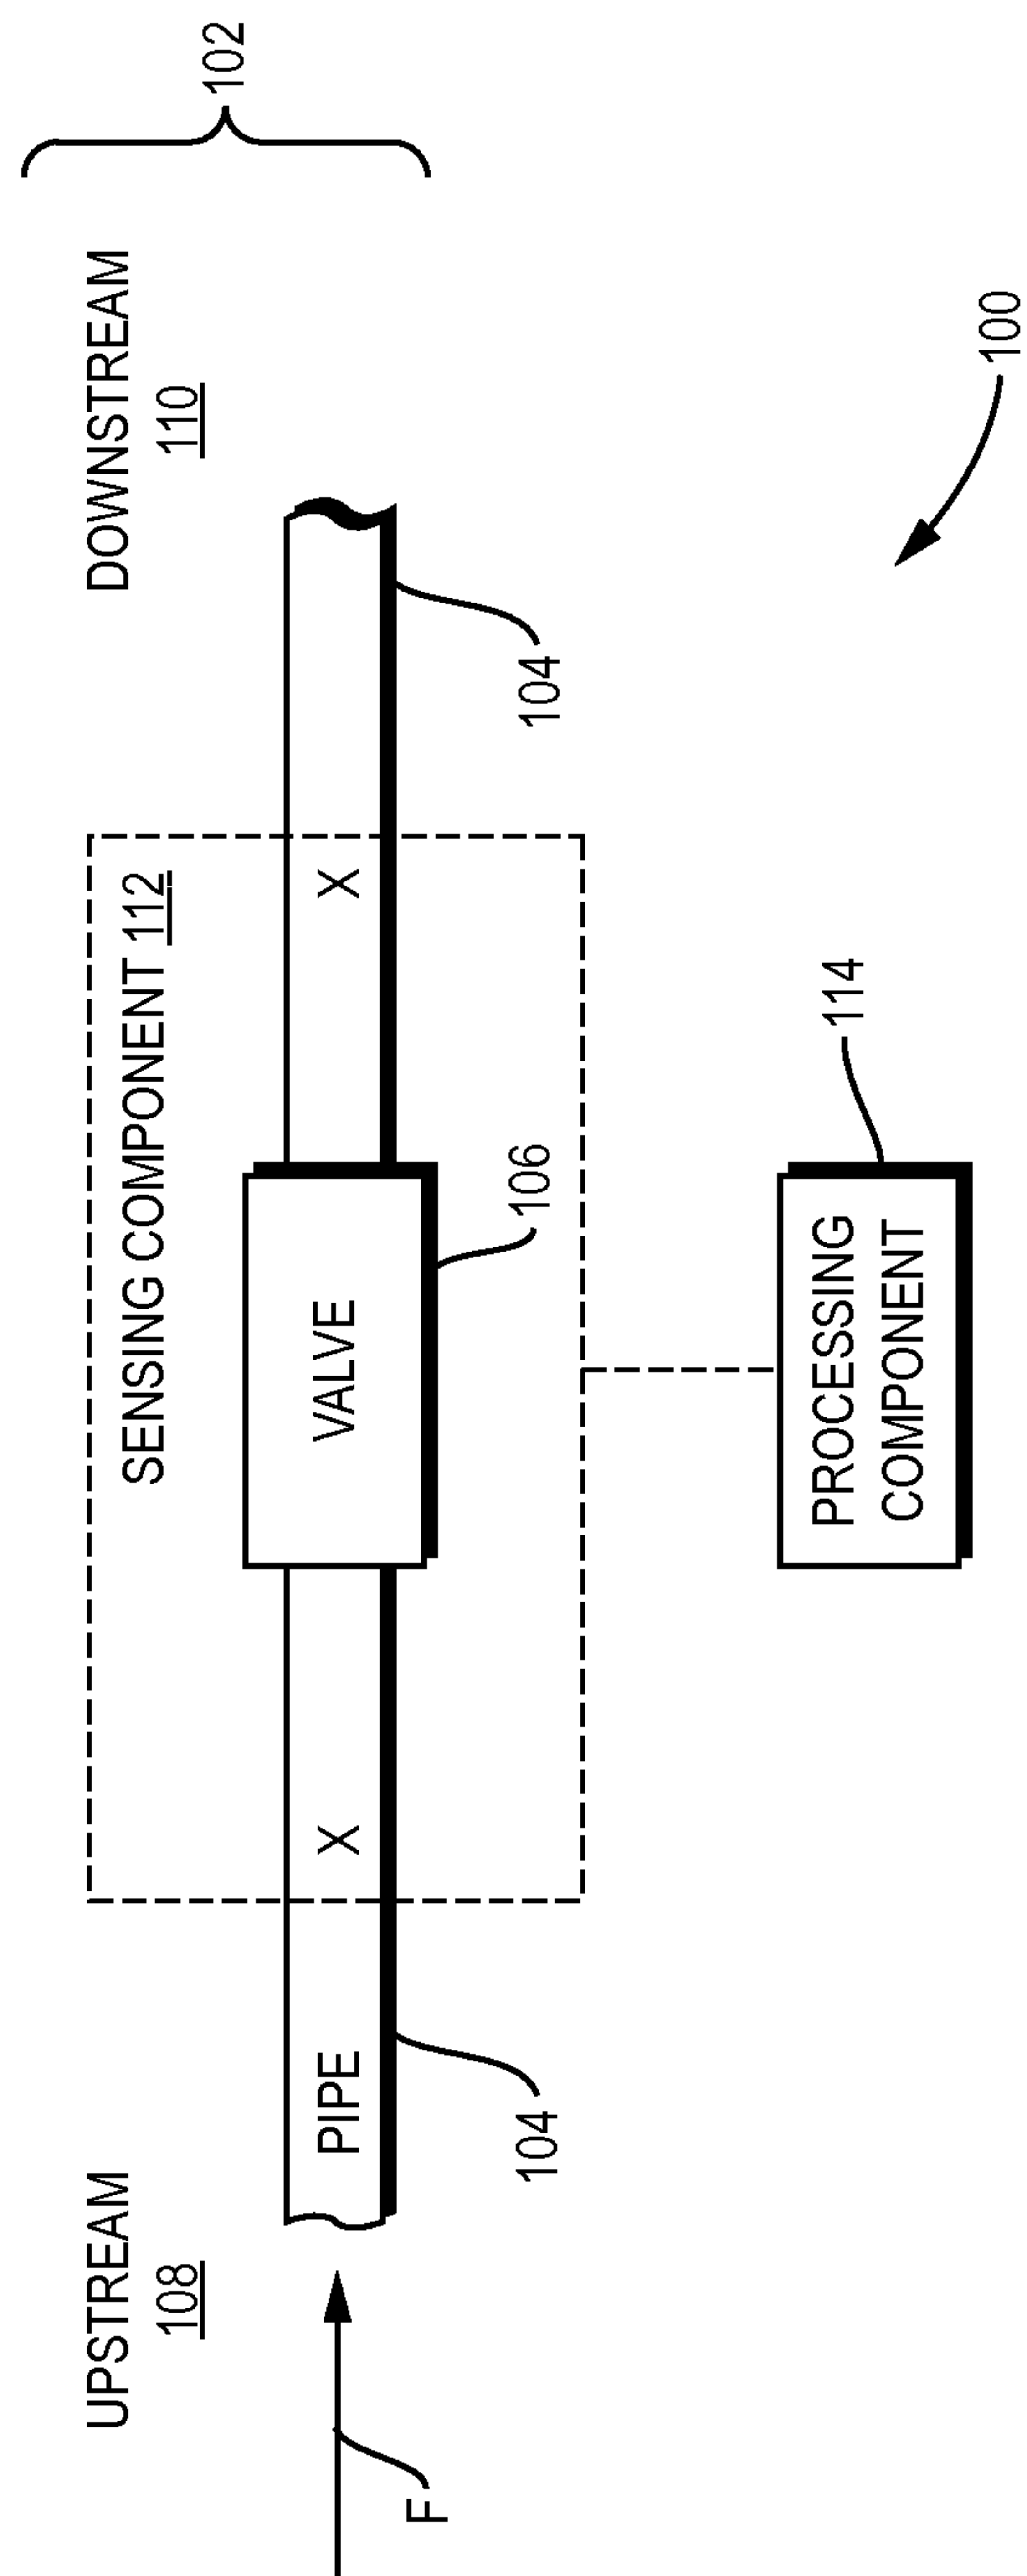 102
UPSTREAM
108
DOWNSTREAM
110
SENSING COMPONENT 112
F
PIPE
X
VALVE
X
104
106
104
PROCESSING
COMPONENT
114
100